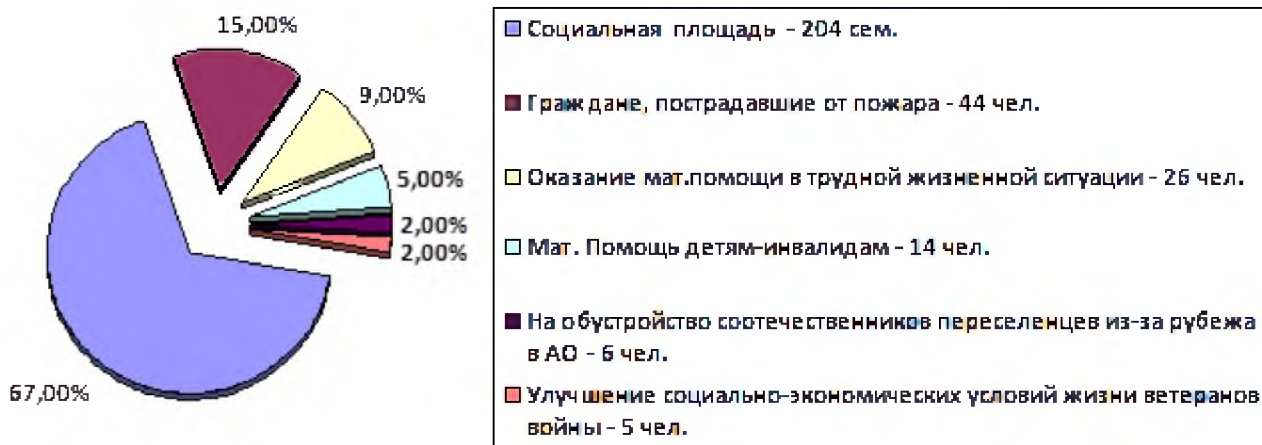 15,00%
9,00%
5,00%
2,00%
2,00%
67,00%
Социальная площадь - 204 сем.
Граждане, пострадавшие от пожара - 44 чел.
Оказание мат.помощи в трудной жизненной ситуации - 26 чел.
Мат. Помощь детям-инвалидам - 14 чел.
На обустройство соотечественников переселенцев из-за рубежа
в АО - 6 чел.
Улучшение социально-экономических условий жизни ветеранов
войны - 5 чел.